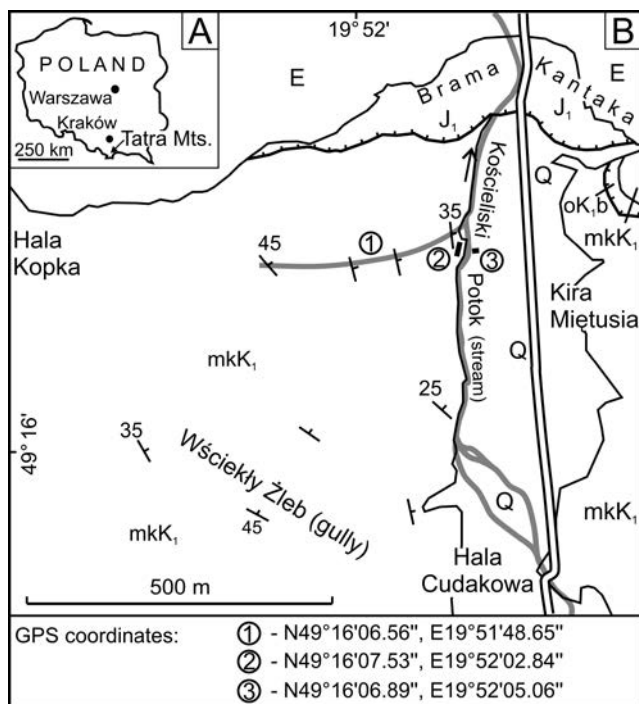 A
POLAND
Warszawa
Kraków
Tatra Mts.
250 km
19°52'
B
E
E
Brama
Kantaka
J₁
J₁
Kościeliski
Potok (stream)
Q
oK₁b
mkK₁
Hala
Kopka
45
1
35
2
3
Kira
Mietusia
mkK₁
Q
25
49°16'
35
Wściekły Żleb (gully)
45
mkK₁
Q
mkK₁
Hala
Cudakowa
500 m
GPS coordinates:
1 - N49°16'06.56", E19°51'48.65"
2 - N49°16'07.53", E19°52'02.84"
3 - N49°16'06.89", E19°52'05.06"